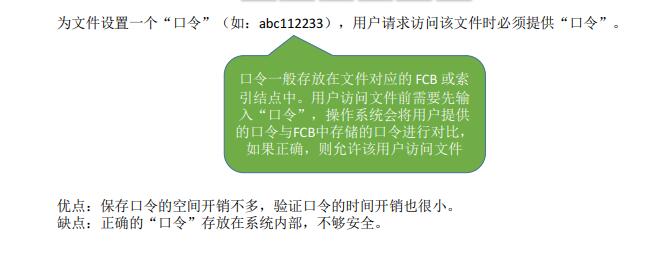 为文件设置一个“口令”（如：abc112233），用户请求访问该文件时必须提供“口令”。
口令一般存放在文件对应的 FCB 或索
引结点中。用户访问文件前需要先输
入“口令”，操作系统会将用户提供
的口令与FCB中存储的口令进行对比，
如果正确，则允许该用户访问文件
优点：保存口令的空间开销不多，验证口令的时间开销也很小。
缺点：正确的“口令”存放在系统内部，不够安全。